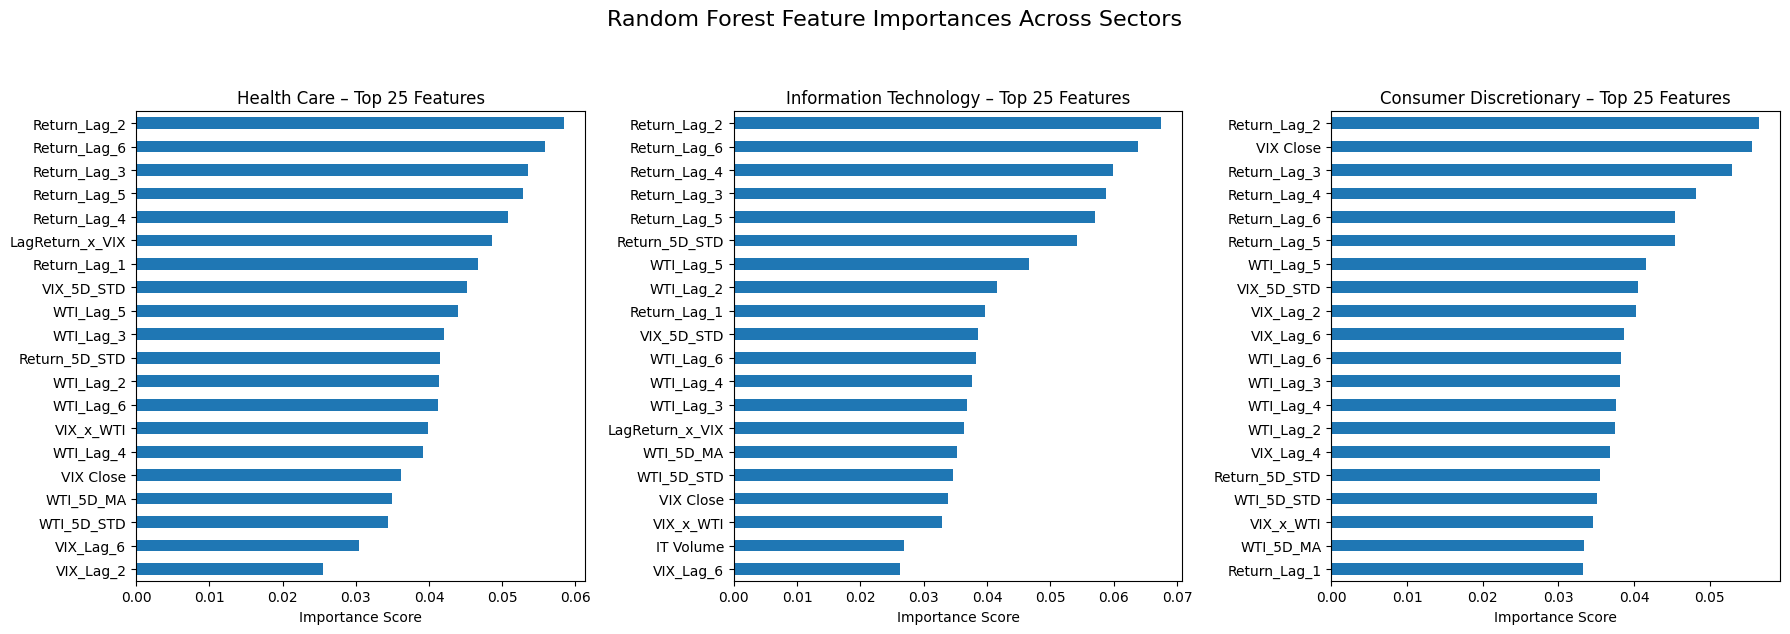 Random Forest Feature Importances Across Sectors
Health Care – Top 25 Features
Return_Lag_2
Return_Lag_6
Return_Lag_3
Return_Lag_5
Return_Lag_4
LagReturn_x_VIX
Return_Lag_1
VIX_5D_STD
WTI_Lag_5
WTI_Lag_3
Return_5D_STD
WTI_Lag_2
WTI_Lag_6
VIX_x_WTI
WTI_Lag_4
VIX Close
WTI_5D_MA
WTI_5D_STD
VIX_Lag_6
VIX_Lag_2
0.00 0.01 0.02 0.03 0.04 0.05 0.06
Importance Score
Information Technology – Top 25 Features
Return_Lag_2
Return_Lag_6
Return_Lag_4
Return_Lag_3
Return_Lag_5
Return_5D_STD
WTI_Lag_5
WTI_Lag_2
Return_Lag_1
VIX_5D_STD
WTI_Lag_6
WTI_Lag_4
WTI_Lag_3
LagReturn_x_VIX
WTI_5D_MA
WTI_5D_STD
VIX Close
VIX_x_WTI
IT Volume
VIX_Lag_6
0.00 0.01 0.02 0.03 0.04 0.05 0.06 0.07
Importance Score
Consumer Discretionary – Top 25 Features
Return_Lag_2
VIX Close
Return_Lag_3
Return_Lag_4
Return_Lag_6
Return_Lag_5
WTI_Lag_5
VIX_5D_STD
VIX_Lag_2
VIX_Lag_6
WTI_Lag_6
WTI_Lag_3
WTI_Lag_4
WTI_Lag_2
VIX_Lag_4
Return_5D_STD
WTI_5D_STD
VIX_x_WTI
WTI_5D_MA
Return_Lag_1
0.00 0.01 0.02 0.03 0.04 0.05
Importance Score